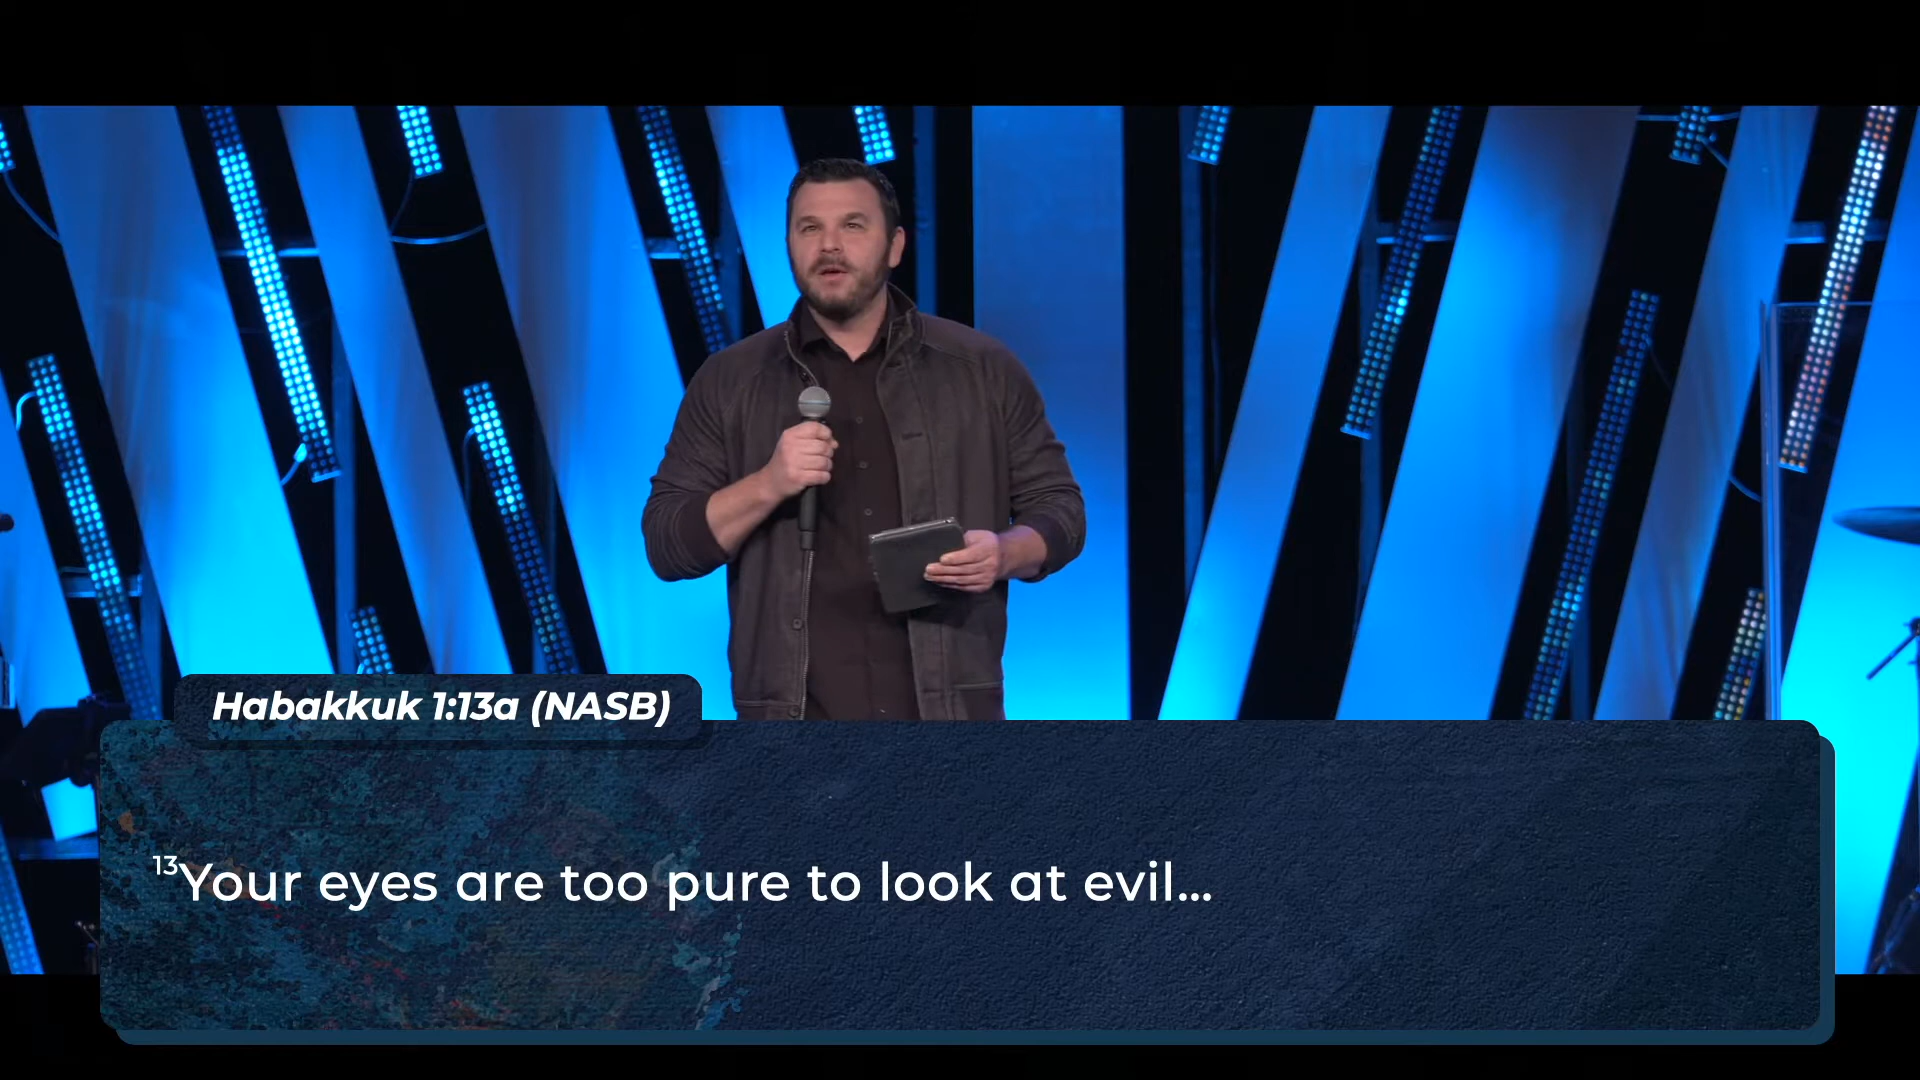 Habakkuk 1:13a (NASB)
13Your eyes are too pure to look at evil...